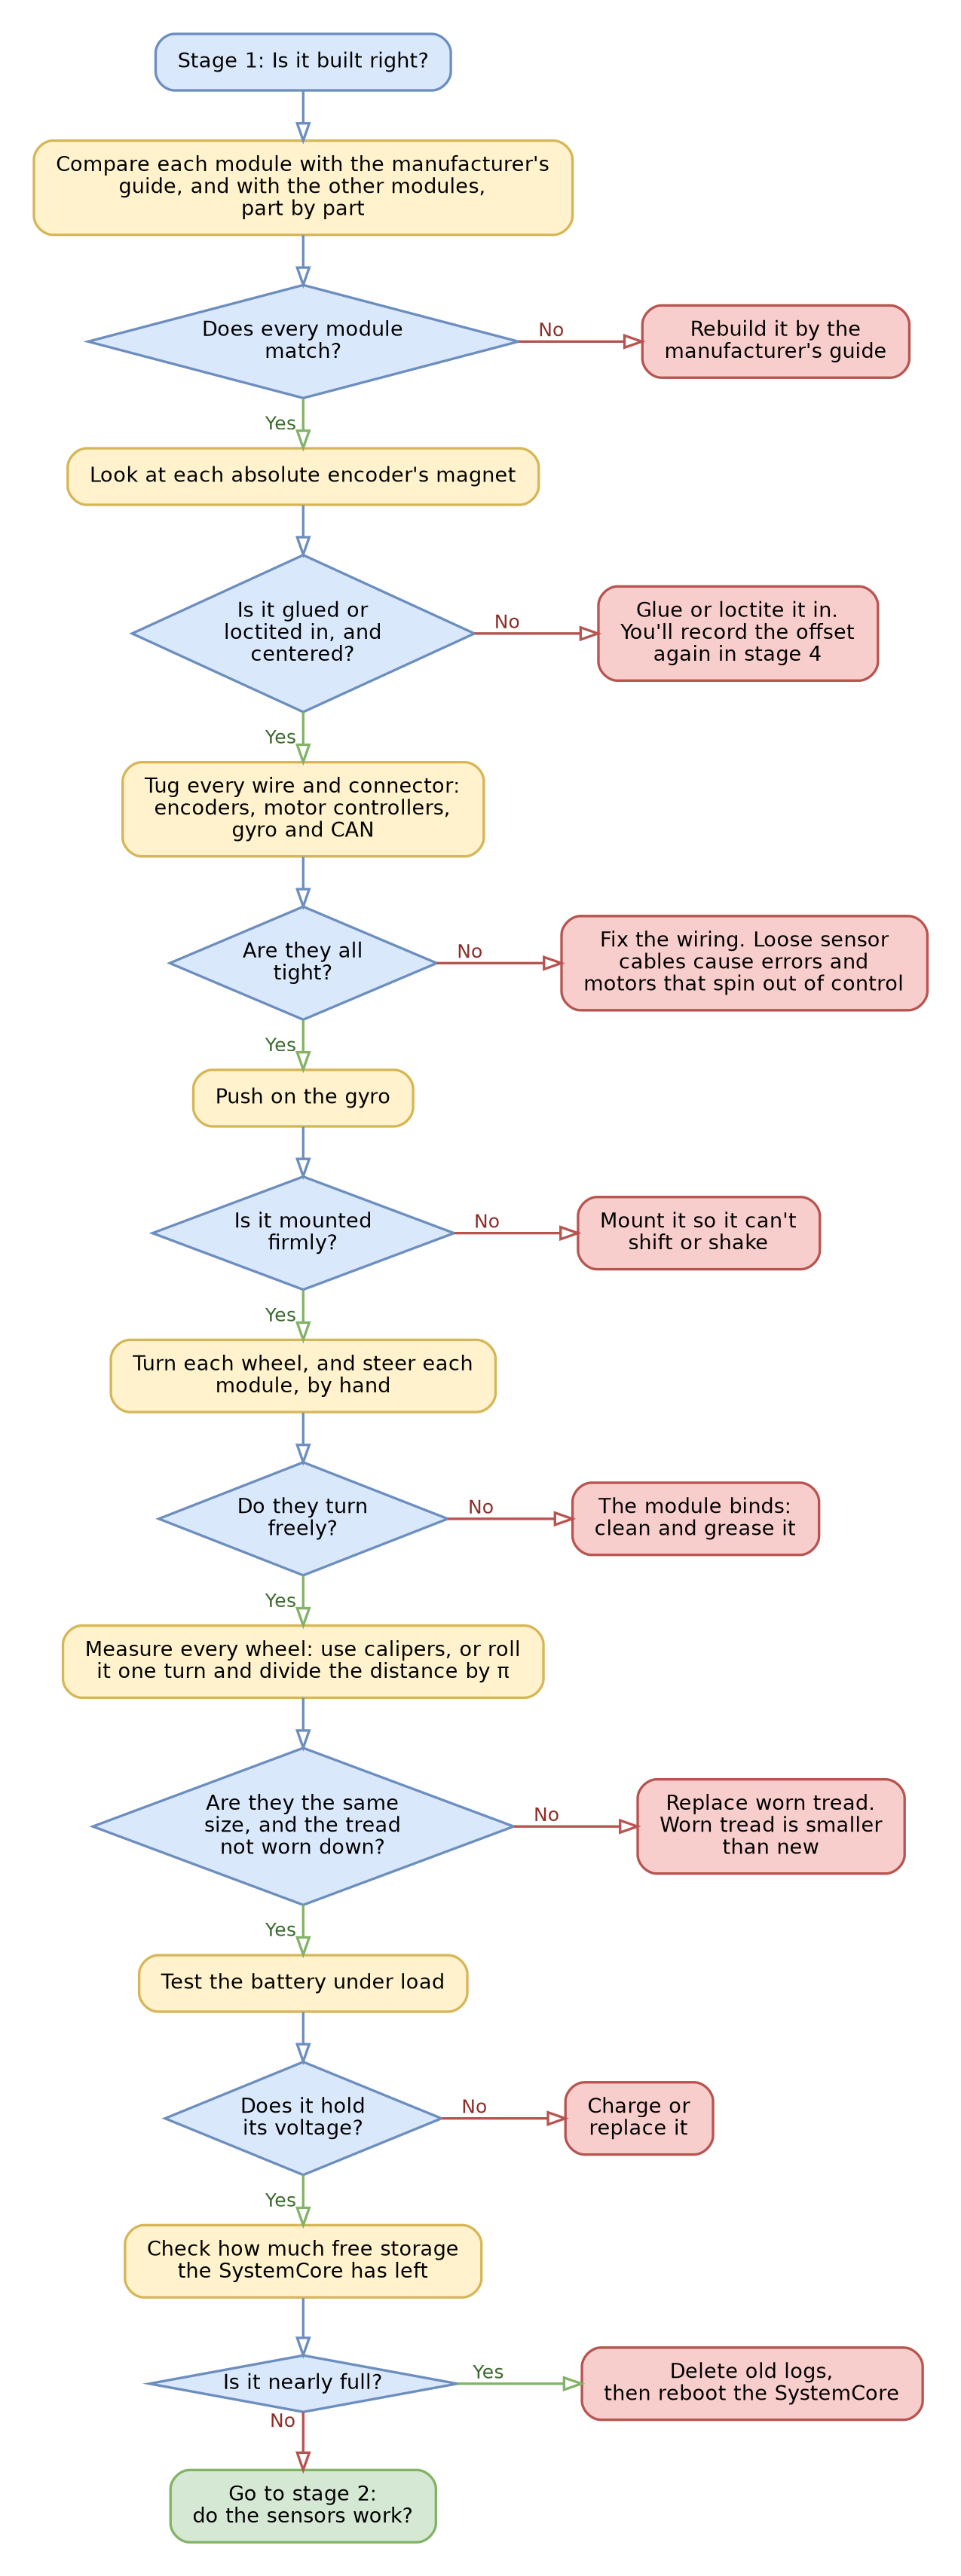 Stage 1: Is it built right?
Compare each module with the manufacturer's
guide, and with the other modules,
part by part
Does every module
match?
No
Rebuild it by the
manufacturer's guide
Yes
Look at each absolute encoder's magnet
Is it glued or
loctited in, and
centered?
No
Glue or loctite it in.
You'll record the offset
again in stage 4
Yes
Tug every wire and connector:
encoders, motor controllers,
gyro and CAN
Are they all
tight?
No
Fix the wiring. Loose sensor
cables cause errors and
motors that spin out of control
Yes
Push on the gyro
Is it mounted
firmly?
No
Mount it so it can't
shift or shake
Yes
Turn each wheel, and steer each
module, by hand
Do they turn
freely?
No
The module binds:
clean and grease it
Yes
Measure every wheel: use calipers, or roll
it one turn and divide the distance by π
Are they the same
size, and the tread
not worn down?
No
Replace worn tread.
Worn tread is smaller
than new
Yes
Test the battery under load
Does it hold
its voltage?
No
Charge or
replace it
Yes
Check how much free storage
the SystemCore has left
Is it nearly full?
Yes
Delete old logs,
then reboot the SystemCore
No
Go to stage 2:
do the sensors work?